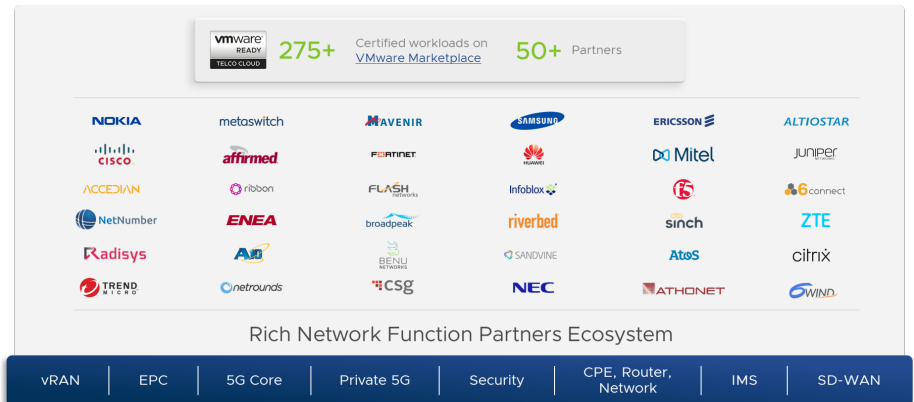 vmware
READY
TELCO CLOUD
275+
Certified workloads on
VMware Marketplace
50+ Partners
NOKIA metaswitch MAVENIR SAMSUNG ERICSSON ALTIOSTAR
CISCO affirmed FORTINET HUAWEI Mitel JUNIPER
NETWORKS
ACCEDIAN ribbon FLASH networks Infoblox f5 6connect
NetNumber ENEA broadpeak riverbed sinch ZTE
Radisys A10 BENU NETWORKS SANDVINE Atos citrix
TREND MICRO netrounds csg NEC ATHONET 6WIND
Rich Network Function Partners Ecosystem
vRAN EPC 5G Core Private 5G Security CPE, Router, Network IMS SD-WAN